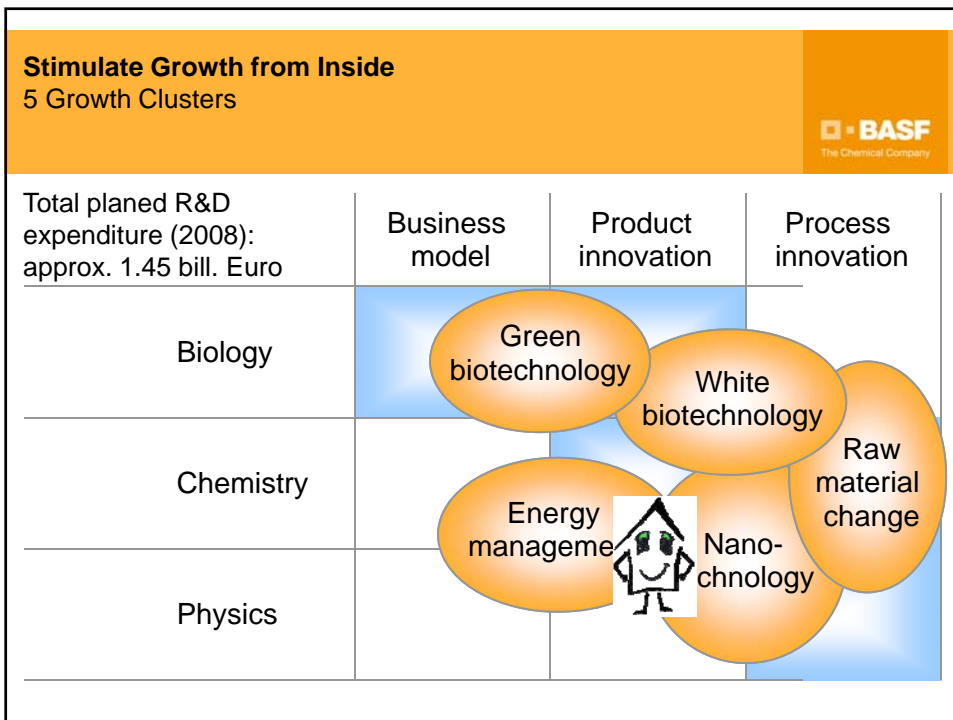 Stimulate Growth from Inside
5 Growth Clusters
BASF
The Chemical Company
Total planed R&D
expenditure (2008):
approx. 1.45 bill. Euro
Business
model
Product
innovation
Process
innovation
Biology
Green
biotechnology
White
biotechnology
Raw
material
change
Chemistry
Energy
manageme
Nano-
chnology
Physics